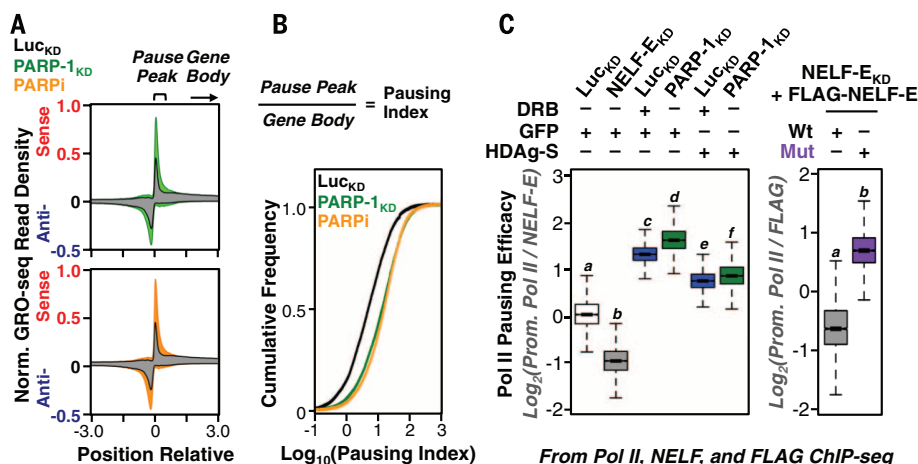 A
Luc_KD
PARP-1_KD
PARPi
Pause Peak
Gene Body
Norm. GRO-seq Read Density
Sense
Anti-
1.0
0.5
0
-0.5
Sense
Anti-
1.0
0.5
0
-0.5
-3.0 0 3.0
Position Relative
B
Pause Peak
Gene Body
= Pausing Index
Luc_KD
PARP-1_KD
PARPi
Cumulative Frequency
1.0
0.5
0
-1 0 1 2 3
Log10(Pausing Index)
C
Luc_KD NELF-E_KD Luc_KD PARP-1_KD Luc_KD PARP-1_KD
DRB – – + – + –
GFP + + + + – –
HDAg-S – – – – + +
Pol II Pausing Efficacy
Log2(Prom. Pol II / NELF-E)
3
2
1
0
-1
-2
a b c d e f
NELF-E_KD
+ FLAG-NELF-E
Wt + –
Mut – +
Log2(Prom. Pol II / FLAG)
2
1
0
-1
-2
a b
From Pol II, NELF, and FLAG ChIP-seq